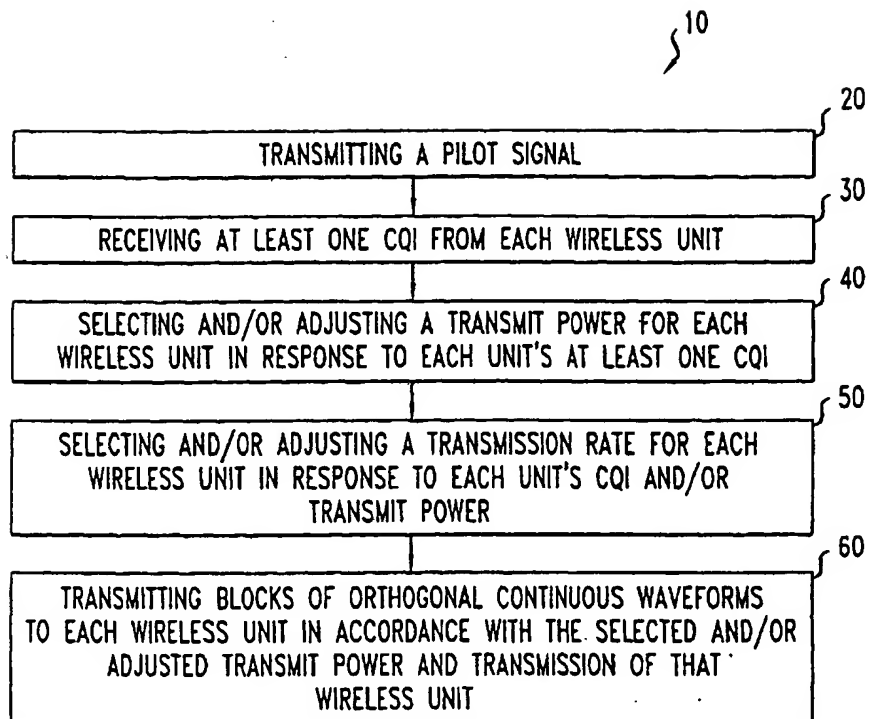 10
20
TRANSMITTING A PILOT SIGNAL
30
RECEIVING AT LEAST ONE CQI FROM EACH WIRELESS UNIT
40
SELECTING AND/OR ADJUSTING A TRANSMIT POWER FOR EACH
WIRELESS UNIT IN RESPONSE TO EACH UNIT'S AT LEAST ONE CQI
50
SELECTING AND/OR ADJUSTING A TRANSMISSION RATE FOR EACH
WIRELESS UNIT IN RESPONSE TO EACH UNIT'S CQI AND/OR
TRANSMIT POWER
60
TRANSMITTING BLOCKS OF ORTHOGONAL CONTINUOUS WAVEFORMS
TO EACH WIRELESS UNIT IN ACCORDANCE WITH THE SELECTED AND/OR
ADJUSTED TRANSMIT POWER AND TRANSMISSION OF THAT
WIRELESS UNIT